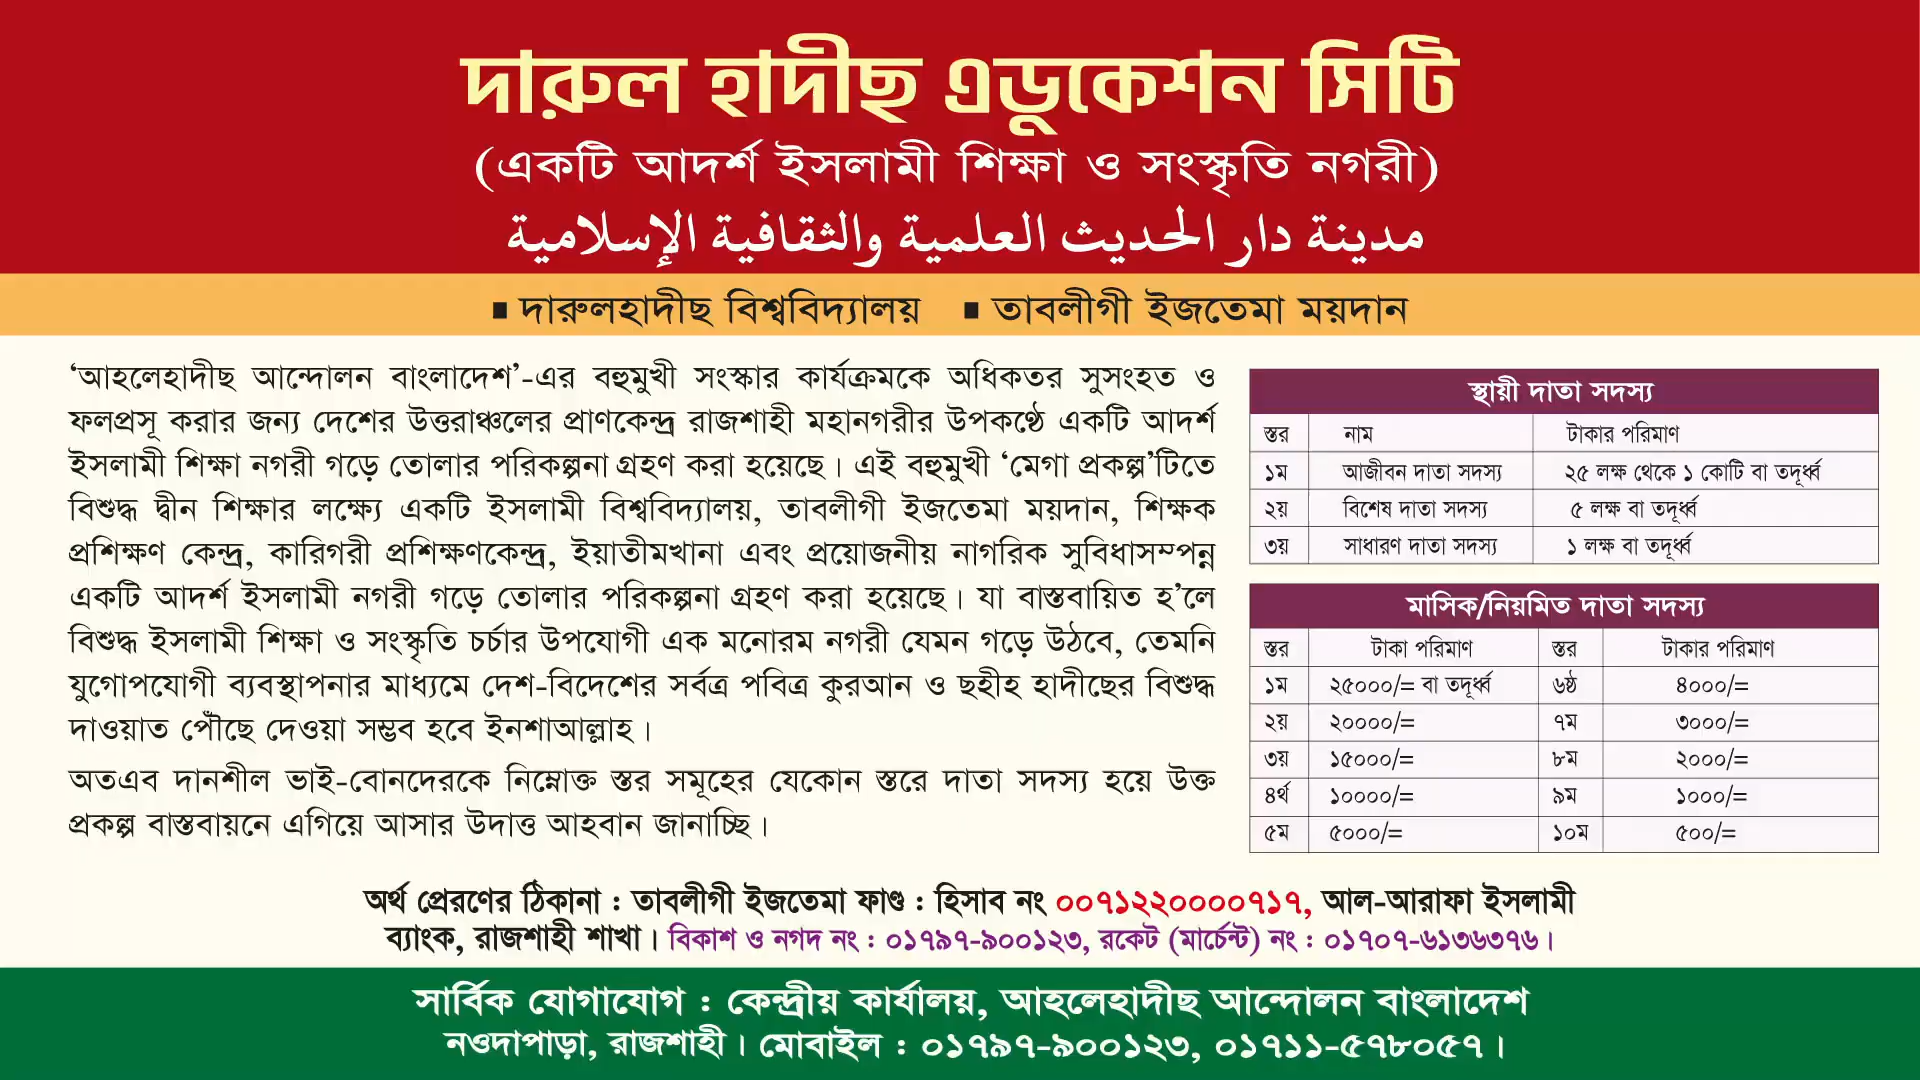 দারুল হাদীছ এডুকেশন সিটি
(একটি আদর্শ ইসলামী শিক্ষা ও সংস্কৃতি নগরী)
مدينة دار الحديث العلمية والثقافية الإسلامية
▪ দারুলহাদীছ বিশ্ববিদ্যালয় ▪ তাবলীগী ইজতেমা ময়দান
‘আহলেহাদীছ আন্দোলন বাংলাদেশ’-এর বহুমুখী সংস্কার কার্যক্রমকে অধিকতর সুসংহত ও
ফলপ্রসূ করার জন্য দেশের উত্তরাঞ্চলের প্রাণকেন্দ্র রাজশাহী মহানগরীর উপকণ্ঠে একটি আদর্শ
ইসলামী শিক্ষা নগরী গড়ে তোলার পরিকল্পনা গ্রহণ করা হয়েছে। এই বহুমুখী ‘মেগা প্রকল্প’টিতে
বিশুদ্ধ দ্বীন শিক্ষার লক্ষ্যে একটি ইসলামী বিশ্ববিদ্যালয়, তাবলীগী ইজতেমা ময়দান, শিক্ষক
প্রশিক্ষণ কেন্দ্র, কারিগরী প্রশিক্ষণকেন্দ্র, ইয়াতীমখানা এবং প্রয়োজনীয় নাগরিক সুবিধাসম্পন্ন
একটি আদর্শ ইসলামী নগরী গড়ে তোলার পরিকল্পনা গ্রহণ করা হয়েছে। যা বাস্তবায়িত হ’লে
বিশুদ্ধ ইসলামী শিক্ষা ও সংস্কৃতি চর্চার উপযোগী এক মনোরম নগরী যেমন গড়ে উঠবে, তেমনি
যুগোপযোগী ব্যবস্থাপনার মাধ্যমে দেশ-বিদেশের সর্বত্র পবিত্র কুরআন ও ছহীহ হাদীছের বিশুদ্ধ
দাওয়াত পৌঁছে দেওয়া সম্ভব হবে ইনশাআল্লাহ।
অতএব দানশীল ভাই-বোনদেরকে নিম্নোক্ত স্তর সমূহের যেকোন স্তরে দাতা সদস্য হয়ে উক্ত
প্রকল্প বাস্তবায়নে এগিয়ে আসার উদাত্ত আহবান জানাচ্ছি।
স্থায়ী দাতা সদস্য
স্তর নাম টাকার পরিমাণ
১ম আজীবন দাতা সদস্য ২৫ লক্ষ থেকে ১ কোটি বা তদূর্ধ্ব
২য় বিশেষ দাতা সদস্য ৫ লক্ষ বা তদূর্ধ্ব
৩য় সাধারণ দাতা সদস্য ১ লক্ষ বা তদূর্ধ্ব
মাসিক/নিয়মিত দাতা সদস্য
স্তর টাকা পরিমাণ স্তর টাকার পরিমাণ
১ম ২৫০০০/= বা তদূর্ধ্ব ৬ষ্ঠ ৪০০০/=
২য় ২০০০০/= ৭ম ৩০০০/=
৩য় ১৫০০০/= ৮ম ২০০০/=
৪র্থ ১০০০০/= ৯ম ১০০০/=
৫ম ৫০০০/= ১০ম ৫০০/=
অর্থ প্রেরণের ঠিকানা : তাবলীগী ইজতেমা ফাণ্ড : হিসাব নং ০০৭১২২০০০০৭১৭, আল-আরাফা ইসলামী
ব্যাংক, রাজশাহী শাখা। বিকাশ ও নগদ নং : ০১৭৯৭-৯০০১২৩, রকেট (মার্চেন্ট) নং : ০১৭০৭-৬১৩৬৩৭৬।
সার্বিক যোগাযোগ : কেন্দ্রীয় কার্যালয়, আহলেহাদীছ আন্দোলন বাংলাদেশ
নওদাপাড়া, রাজশাহী। মোবাইল : ০১৭৯৭-৯০০১২৩, ০১৭১১-৫৭৮০৫৭।